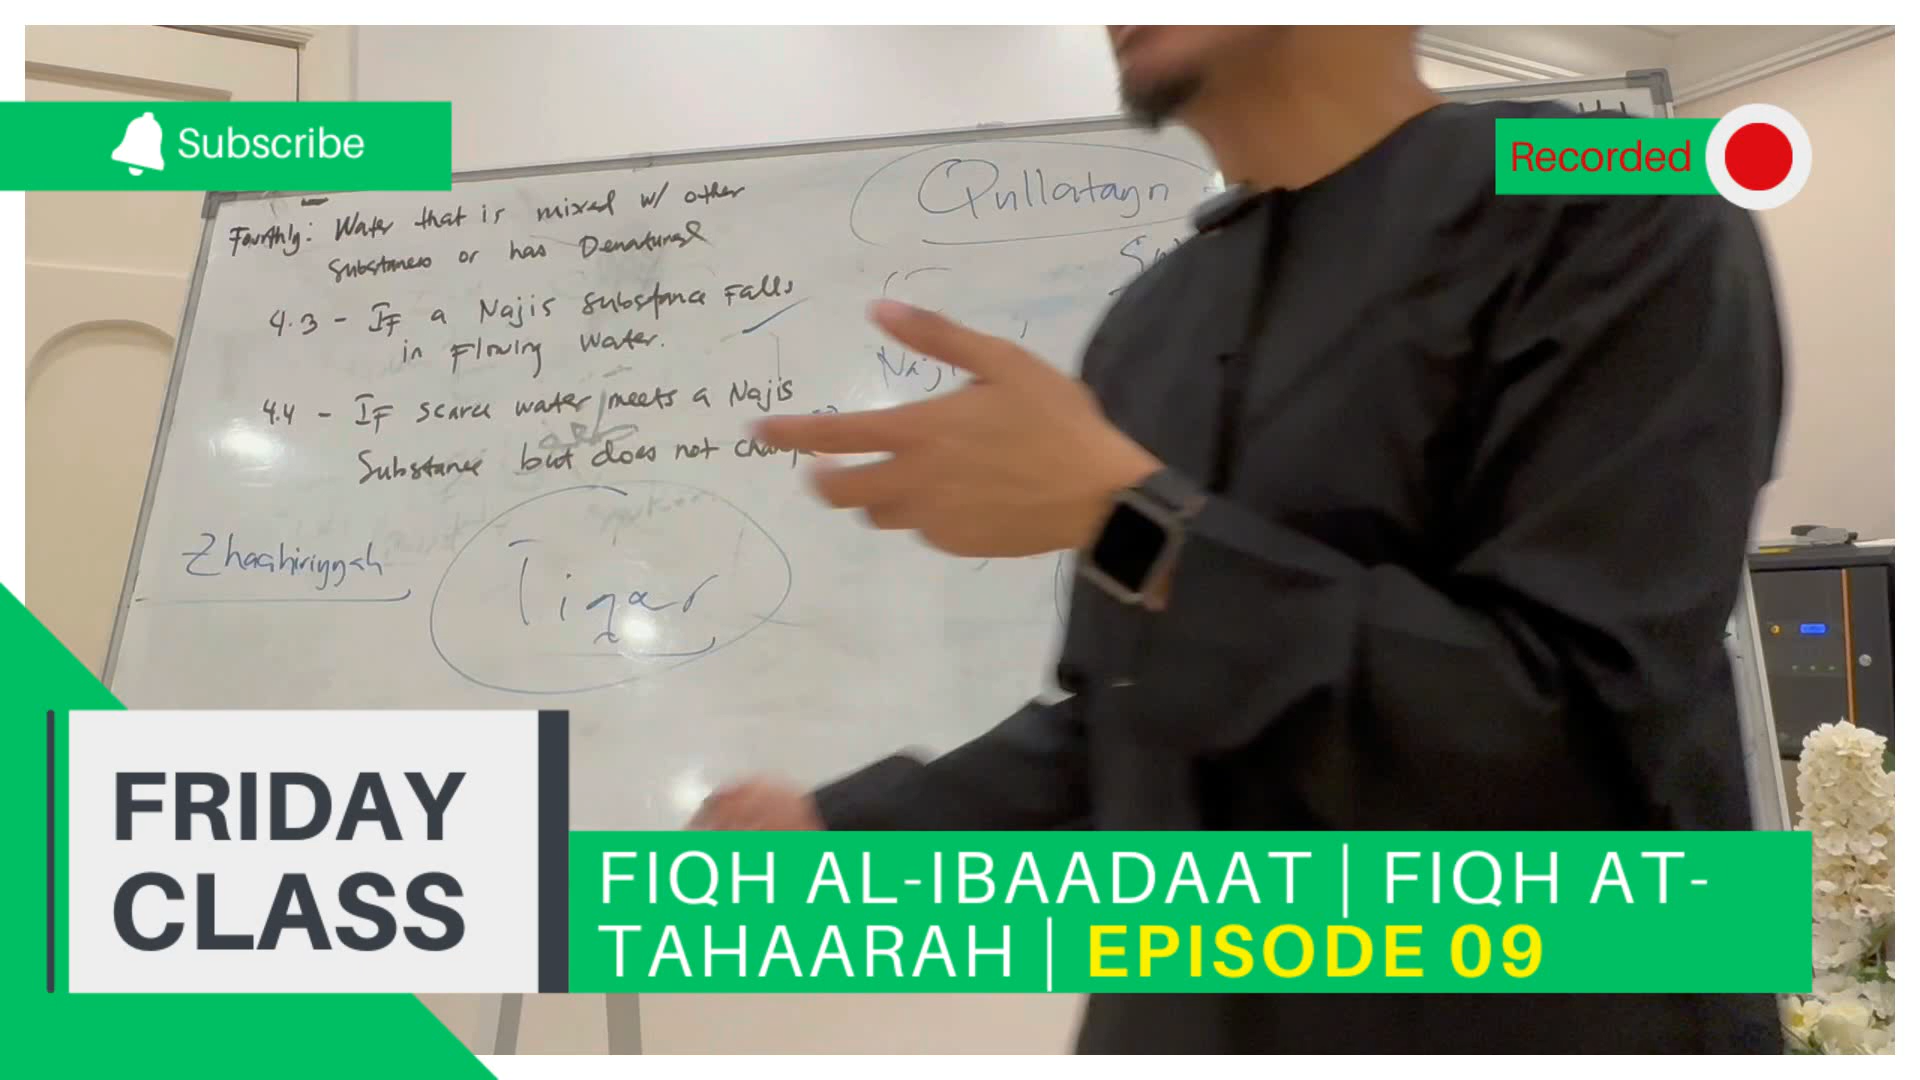 Subscribe
Recorded
Fourthly: Water that is mixed w/ other
Substances or has Denatured
4.3 - IF a Najis substance Falls
in Flowing water.
4.4 - IF scarce water meets a Najis
Substance but does not change
Qullatayn
Zhaahiriyyah
Tiqar
FRIDAY
CLASS
FIQH AL-IBAADAAT | FIQH AT-
TAHAARAH | EPISODE 09